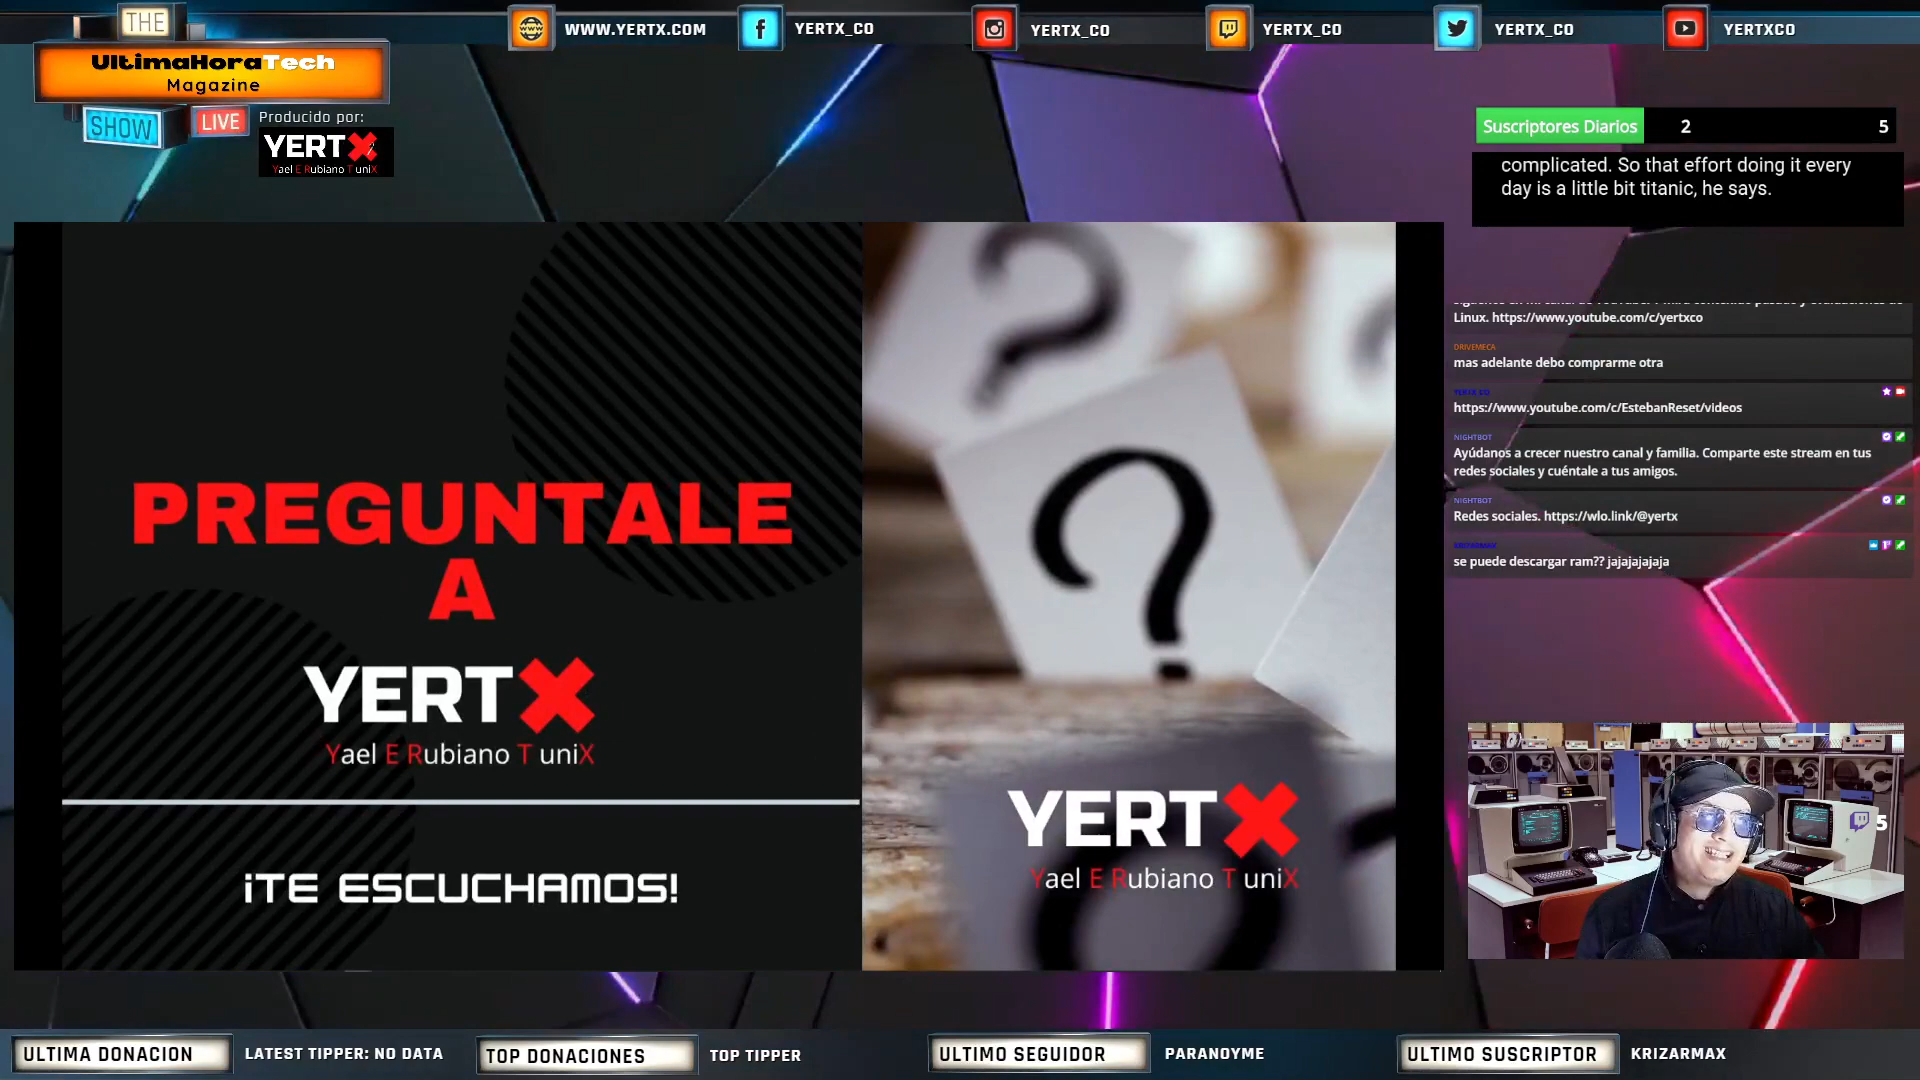 THE
UltimaHoraTech
Magazine
SHOW
LIVE
Producido por:
YERTX
Yael E Rubiano T uniX
WWW.YERTX.COM
YERTX_CO
YERTX_CO
YERTX_CO
YERTX_CO
YERTXCO
Suscriptores Diarios 2 5
complicated. So that effort doing it every
day is a little bit titanic, he says.
Linux. https://www.youtube.com/c/yertxco
DRIVEMECA
mas adelante debo comprarme otra
YERTX_CO
https://www.youtube.com/c/EstebanReset/videos
NIGHTBOT
Ayúdanos a crecer nuestro canal y familia. Comparte este stream en tus
redes sociales y cuéntale a tus amigos.
NIGHTBOT
Redes sociales. https://wlo.link/@yertx
KRIZARMAX
se puede descargar ram?? jajajajajaja
PREGUNTALE
A
YERTX
Yael E Rubiano T uniX
¡TE ESCUCHAMOS!
YERTX
Yael E Rubiano T uniX
5
ULTIMA DONACION
LATEST TIPPER: NO DATA
TOP DONACIONES
TOP TIPPER
ULTIMO SEGUIDOR
PARANOYME
ULTIMO SUSCRIPTOR
KRIZARMAX